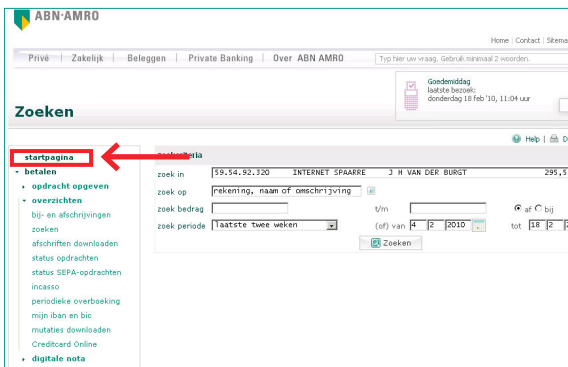 ABN·AMRO
Home | Contact | Sitema
Privé | Zakelijk | Beleggen | Private Banking | Over ABN AMRO
Typ hier uw vraag. Gebruik minimaal 2 woorden.
Goedemiddag
laatste bezoek:
donderdag 18 feb '10, 11:04 uur
Zoeken
Help | D
startpagina
betalen
opdracht opgeven
overzichten
bij- en afschrijvingen
zoeken
afschriften downloaden
status opdrachten
status SEPA-opdrachten
incasso
periodieke overboeking
mijn iban en bic
mutaties downloaden
Creditcard Online
digitale nota
zoek in 59.54.92.320 INTERNET SPAARRE J H VAN DER BURGT 295,5
zoek op rekening, naam of omschrijving
zoek bedrag t/m af bij
zoek periode laatste twee weken (of) van 4 2 2010 tot 18 2
Zoeken